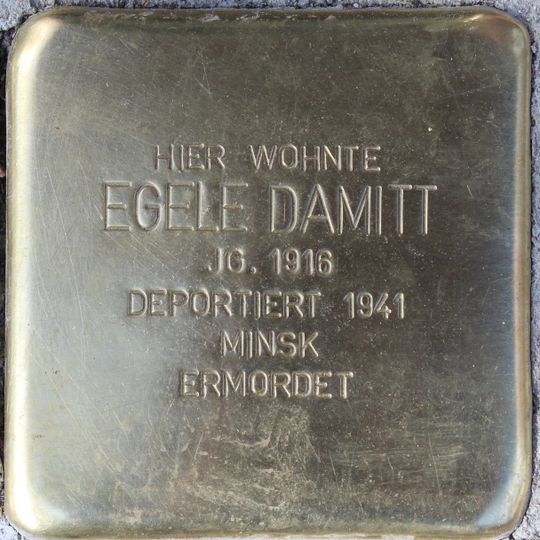 HIER WOHNTE
EGELE DAMITT
JG. 1916
DEPORTIERT 1941
MINSK
ERMORDET